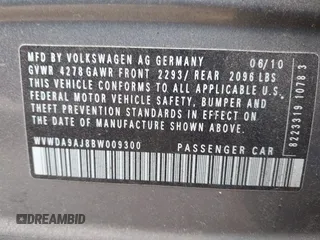 MFD BY VOLKSWAGEN AG GERMANY 06/10
GVWR 4278 GAWR FRONT 2293/ REAR 2096 LBS
THIS VEHICLE CONFORMS TO ALL APPLICABLE U.S.
FEDERAL MOTOR VEHICLE SAFETY, BUMPER AND
THEFT PREVENTION STANDARDS IN EFFECT ON THE
DATE OF MANUFACTURE SHOWN ABOVE.
WVWDA9AJ8BW009300 PASSENGER CAR
8223319 1078 3